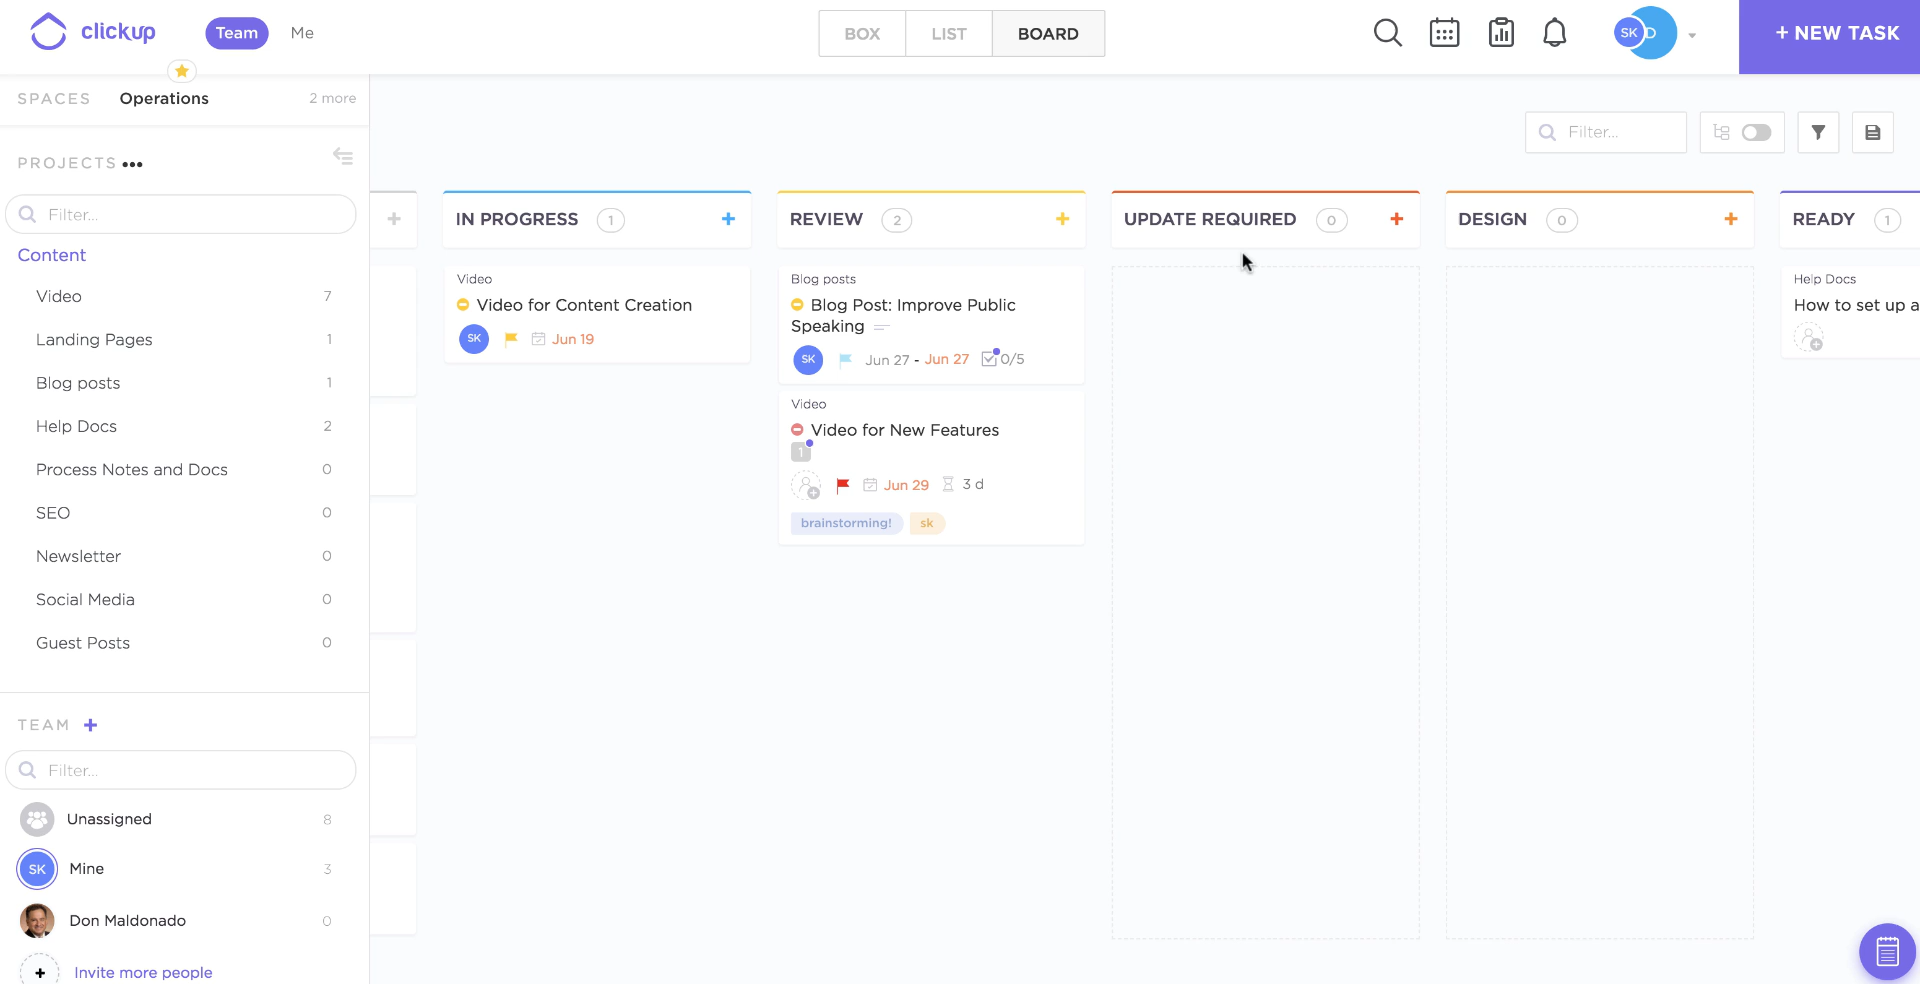 clickup
Team
Me
BOX
LIST
BOARD
SK
D
+ NEW TASK
SPACES
Operations
2 more
PROJECTS
Filter...
Content
Video 7
Landing Pages 1
Blog posts 1
Help Docs 2
Process Notes and Docs 0
SEO 0
Newsletter 0
Social Media 0
Guest Posts 0
TEAM +
Filter...
Unassigned 8
SK Mine 3
Don Maldonado 0
+ Invite more people
Filter...
+
IN PROGRESS 1 +
Video
Video for Content Creation
SK Jun 19
REVIEW 2 +
Blog posts
Blog Post: Improve Public
Speaking
SK Jun 27 - Jun 27 0/5
Video
Video for New Features
1
Jun 29 3 d
brainstorming! sk
UPDATE REQUIRED 0 +
DESIGN 0 +
READY 1
Help Docs
How to set up a